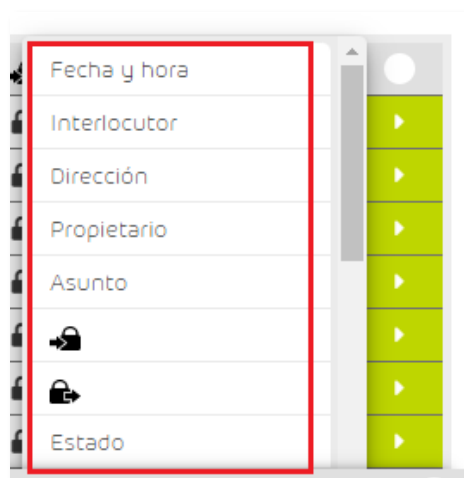 Fecha y hora
Interlocutor
Dirección
Propietario
Asunto
Estado